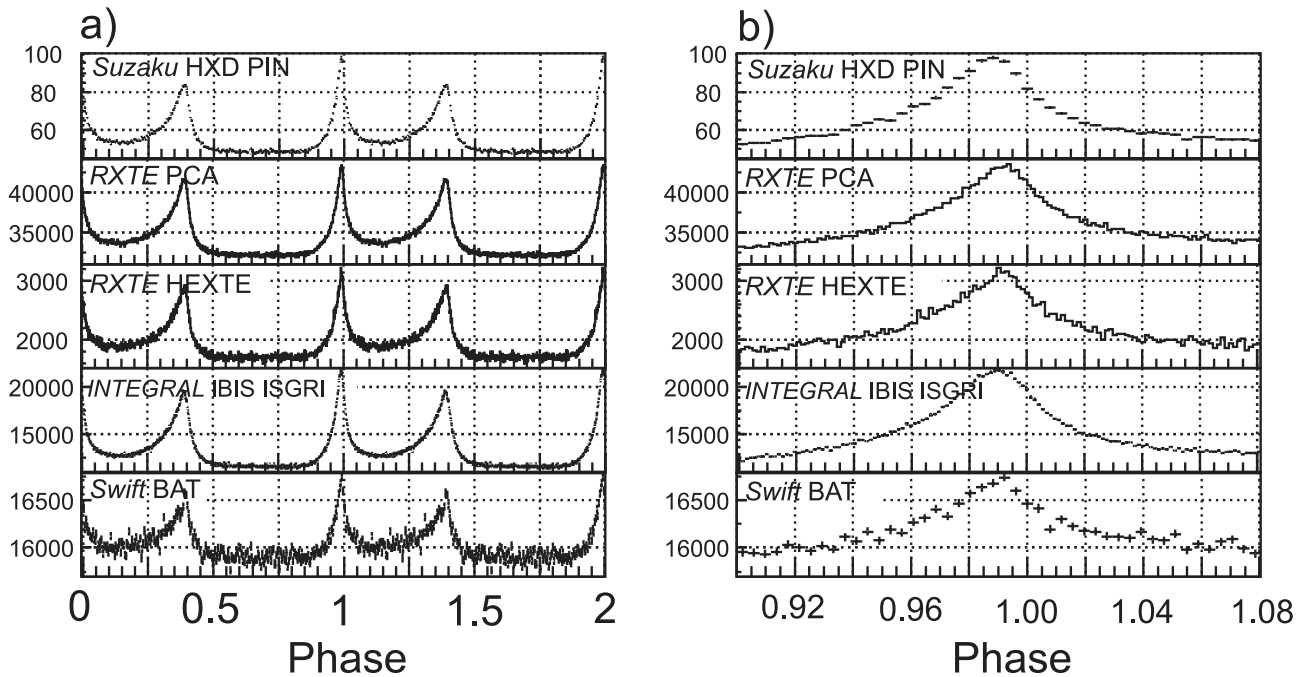 a)
Suzaku HXD PIN
100
80
60
RXTE PCA
40000
35000
RXTE HEXTE
3000
2000
INTEGRAL IBIS ISGRI
20000
15000
Swift BAT
16500
16000
0 0.5 1 1.5 2
Phase
b)
Suzaku HXD PIN
100
80
60
RXTE PCA
40000
35000
RXTE HEXTE
3000
2000
INTEGRAL IBIS ISGRI
20000
15000
Swift BAT
16500
16000
0.92 0.96 1.00 1.04 1.08
Phase